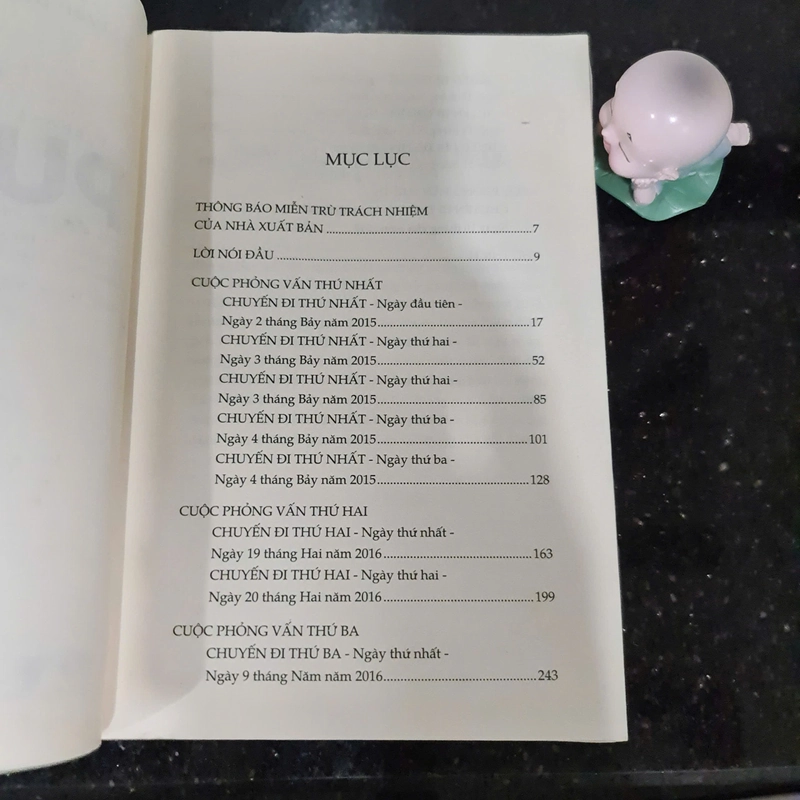 MỤC LỤC
THÔNG BÁO MIỄN TRỪ TRÁCH NHIỆM
CỦA NHÀ XUẤT BẢN ........ 7
LỜI NÓI ĐẦU ........ 9
CUỘC PHỎNG VẤN THỨ NHẤT
CHUYẾN ĐI THỨ NHẤT - Ngày đầu tiên -
Ngày 2 tháng Bảy năm 2015 ........ 17
CHUYẾN ĐI THỨ NHẤT - Ngày thứ hai -
Ngày 3 tháng Bảy năm 2015 ........ 52
CHUYẾN ĐI THỨ NHẤT - Ngày thứ hai -
Ngày 3 tháng Bảy năm 2015 ........ 85
CHUYẾN ĐI THỨ NHẤT - Ngày thứ ba -
Ngày 4 tháng Bảy năm 2015 ........ 101
CHUYẾN ĐI THỨ NHẤT - Ngày thứ ba -
Ngày 4 tháng Bảy năm 2015 ........ 128
CUỘC PHỎNG VẤN THỨ HAI
CHUYẾN ĐI THỨ HAI - Ngày thứ nhất -
Ngày 19 tháng Hai năm 2016 ........ 163
CHUYẾN ĐI THỨ HAI - Ngày thứ hai -
Ngày 20 tháng Hai năm 2016 ........ 199
CUỘC PHỎNG VẤN THỨ BA
CHUYẾN ĐI THỨ BA - Ngày thứ nhất -
Ngày 9 tháng Năm năm 2016 ........ 243